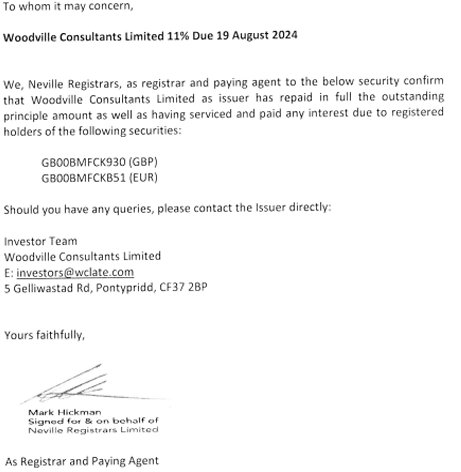 To whom it may concern,
Woodville Consultants Limited 11% Due 19 August 2024
We, Neville Registrars, as registrar and paying agent to the below security confirm
that Woodville Consultants Limited as issuer has repaid in full the outstanding
principle amount as well as having serviced and paid any interest due to registered
holders of the following securities:
GB00BMFCK930 (GBP)
GB00BMFCKB51 (EUR)
Should you have any queries, please contact the Issuer directly:
Investor Team
Woodville Consultants Limited
E: investors@wclate.com
5 Gelliwastad Rd, Pontypridd, CF37 2BP
Yours faithfully,
Mark Hickman
Signed for & on behalf of
Neville Registrars Limited
As Registrar and Paying Agent